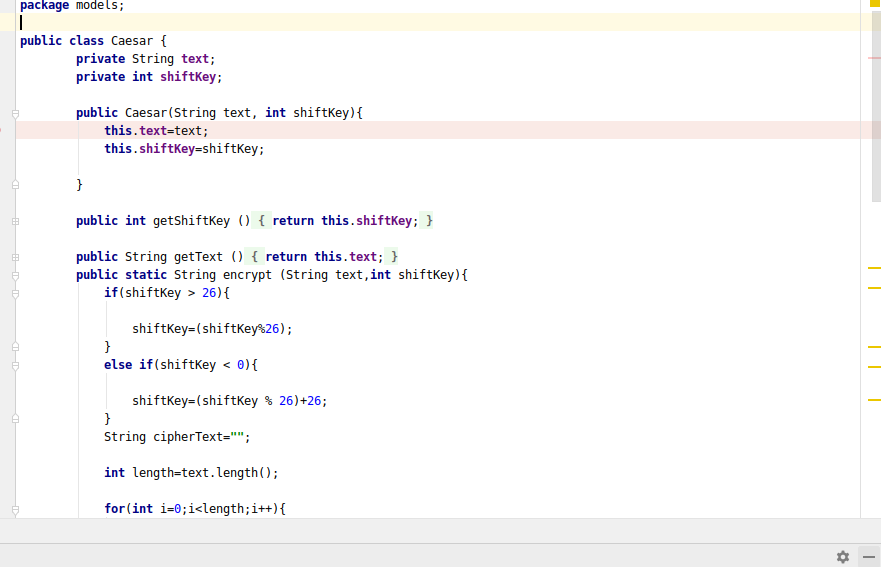 package models;
public class Caesar {
private String text;
private int shiftKey;
public Caesar(String text, int shiftKey){
this.text=text;
this.shiftKey=shiftKey;
}
public int getShiftKey () { return this.shiftKey; }
public String getText () { return this.text; }
public static String encrypt (String text,int shiftKey){
if(shiftKey > 26){
shiftKey=(shiftKey%26);
}
else if(shiftKey < 0){
shiftKey=(shiftKey % 26)+26;
}
String cipherText="";
int length=text.length();
for(int i=0;i<length;i++){